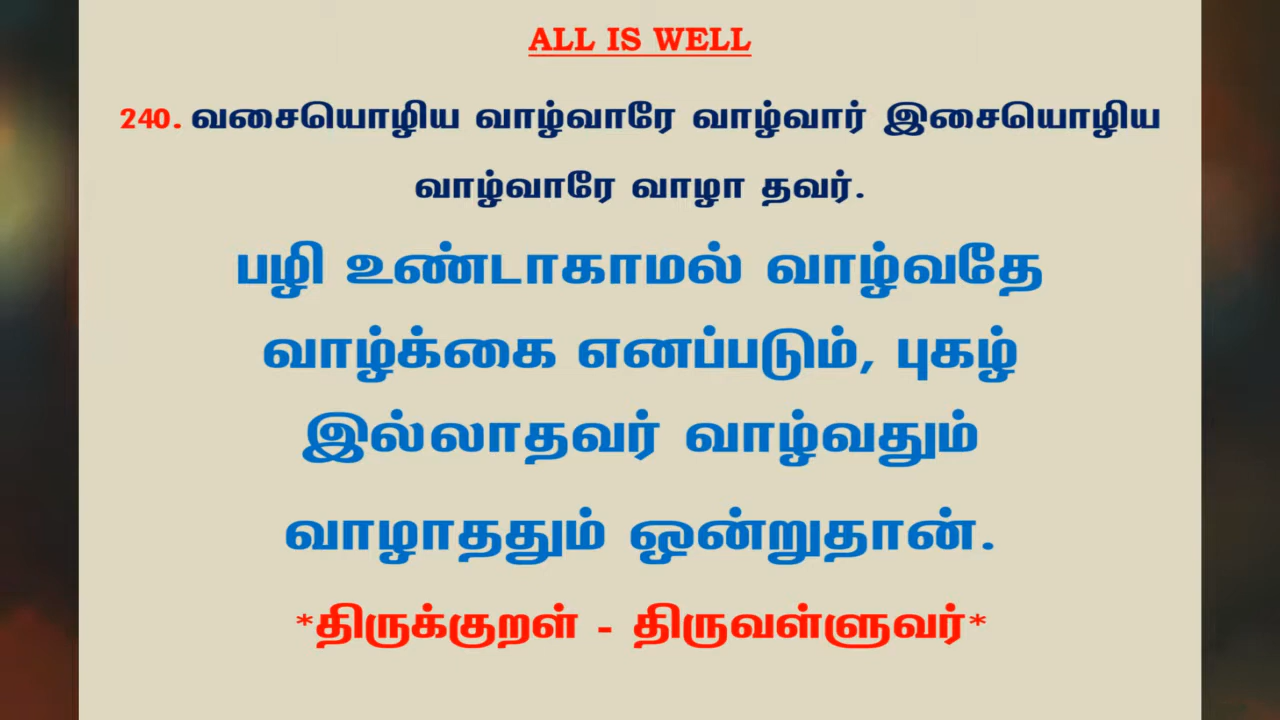 ALL IS WELL
240. வசையொழிய வாழ்வாரே வாழ்வார் இசையொழிய
வாழ்வாரே வாழா தவர்.
பழி உண்டாகாமல் வாழ்வதே
வாழ்க்கை எனப்படும், புகழ்
இல்லாதவர் வாழ்வதும்
வாழாததும் ஒன்றுதான்.
*திருக்குறள் - திருவள்ளுவர்*